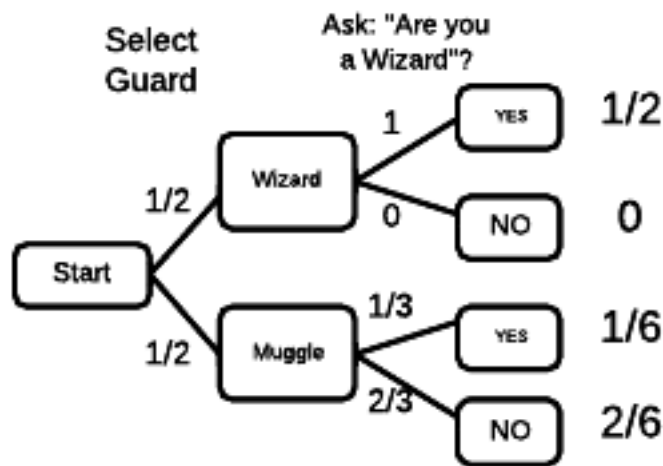 Select
Guard
Ask: "Are you
a Wizard"?
Start
1/2
1/2
Wizard
Muggle
1
0
1/3
2/3
YES
1/2
NO
0
YES
1/6
NO
2/6